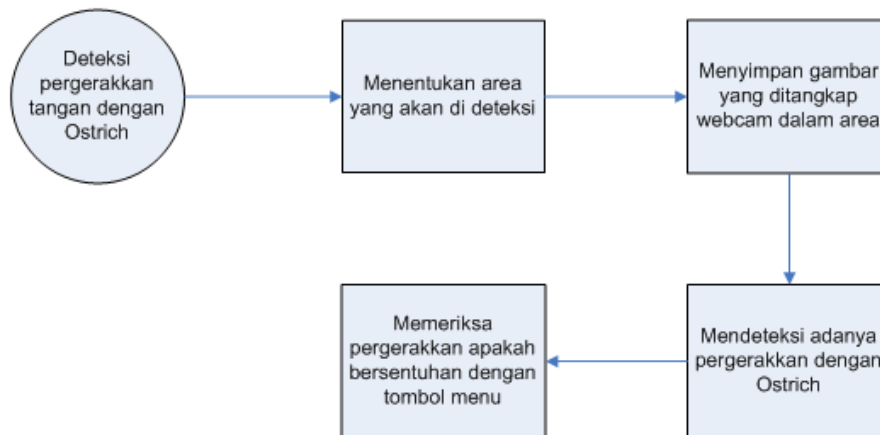 Deteksi
pergerakkan
tangan dengan
Ostrich
Menentukan area
yang akan di deteksi
Menyimpan gambar
yang ditangkap
webcam dalam area
Mendeteksi adanya
pergerakkan dengan
Ostrich
Memeriksa
pergerakkan apakah
bersentuhan dengan
tombol menu